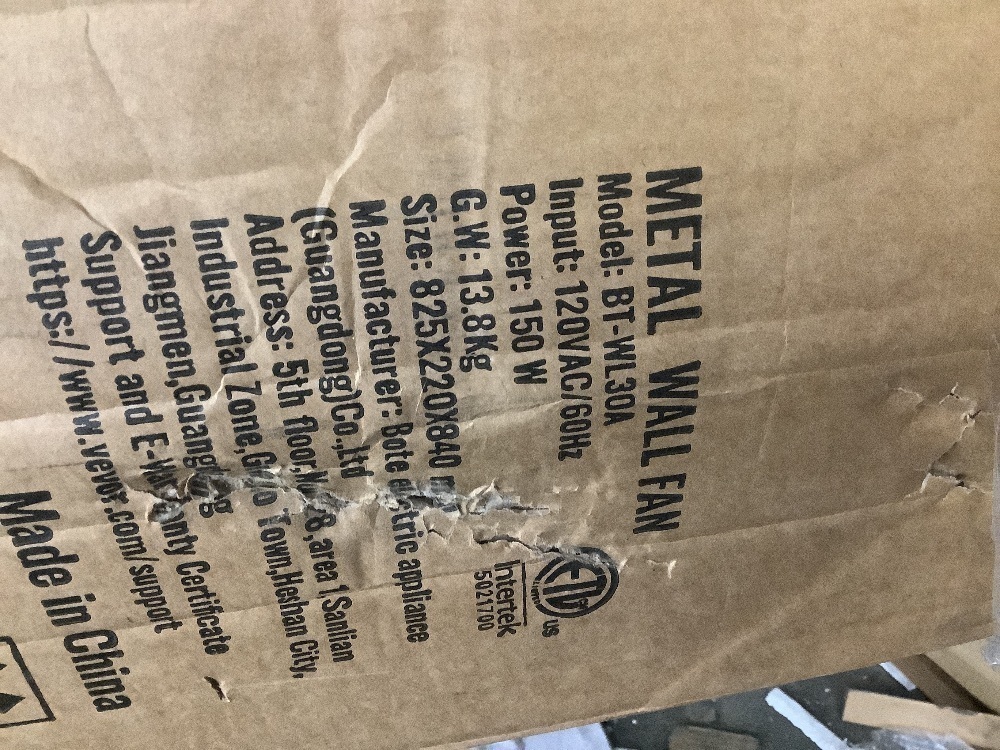 METAL WALL FAN
Model: BT-WL30A
Input: 120VAC/60Hz
Power: 150 W
G.W: 13.8Kg
Size: 825X220X840
Manufacturer: Bote appliance
(Guangdong)Co.,ltd
Address: 5th floor, 8,area 1,Sanlian
Industrial Zone, Town,Heshan City,
Jiangmen,
Support and Certificate
https://www.vevor.com/support
Made in China
ETL
us
Intertek
5021700